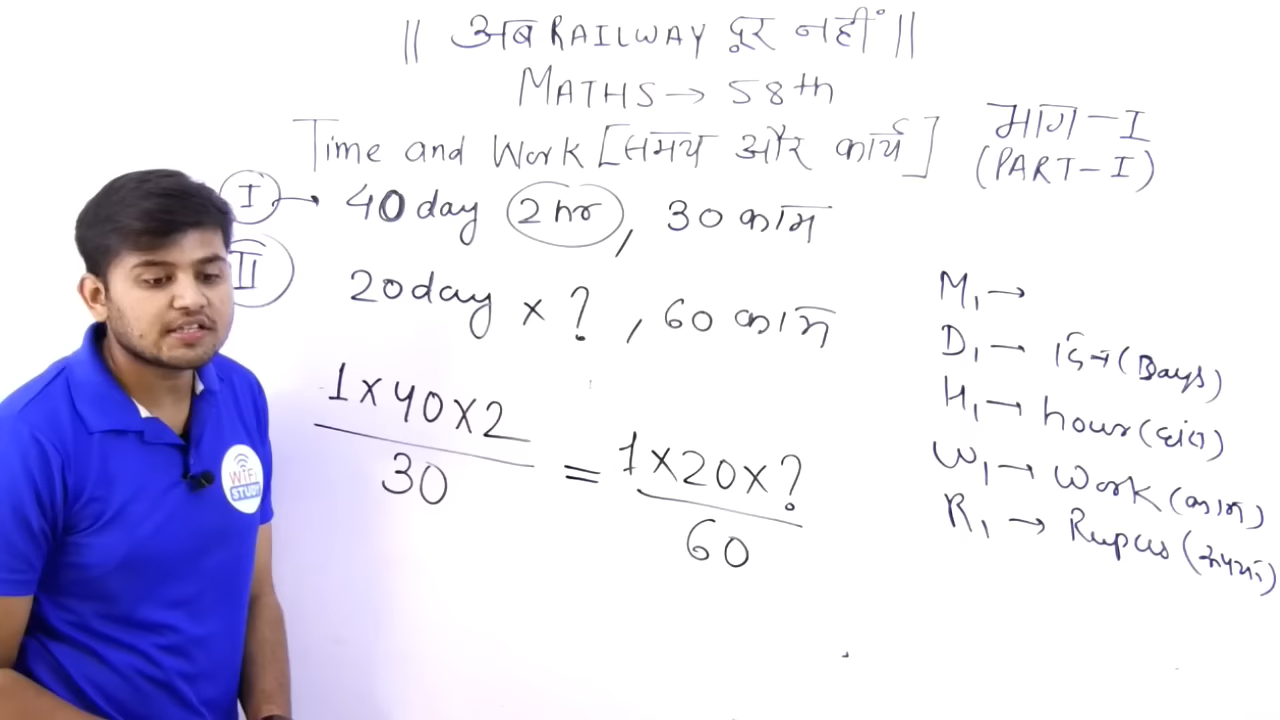 || अब RAILWAY दूर नहीं ||
MATHS → 58th
Time and Work [समय और कार्य]
भाग - I
(PART - I)
I → 40 day 2 hr, 30 काम
II
20 day × ?, 60 काम
1×40×2
30
=
1×20×?
60
M₁ →
D₁ → दिन (Days)
H₁ → hour (घंटा)
W₁ → Work (काम)
R₁ → Rupees
WiFi
STUDY